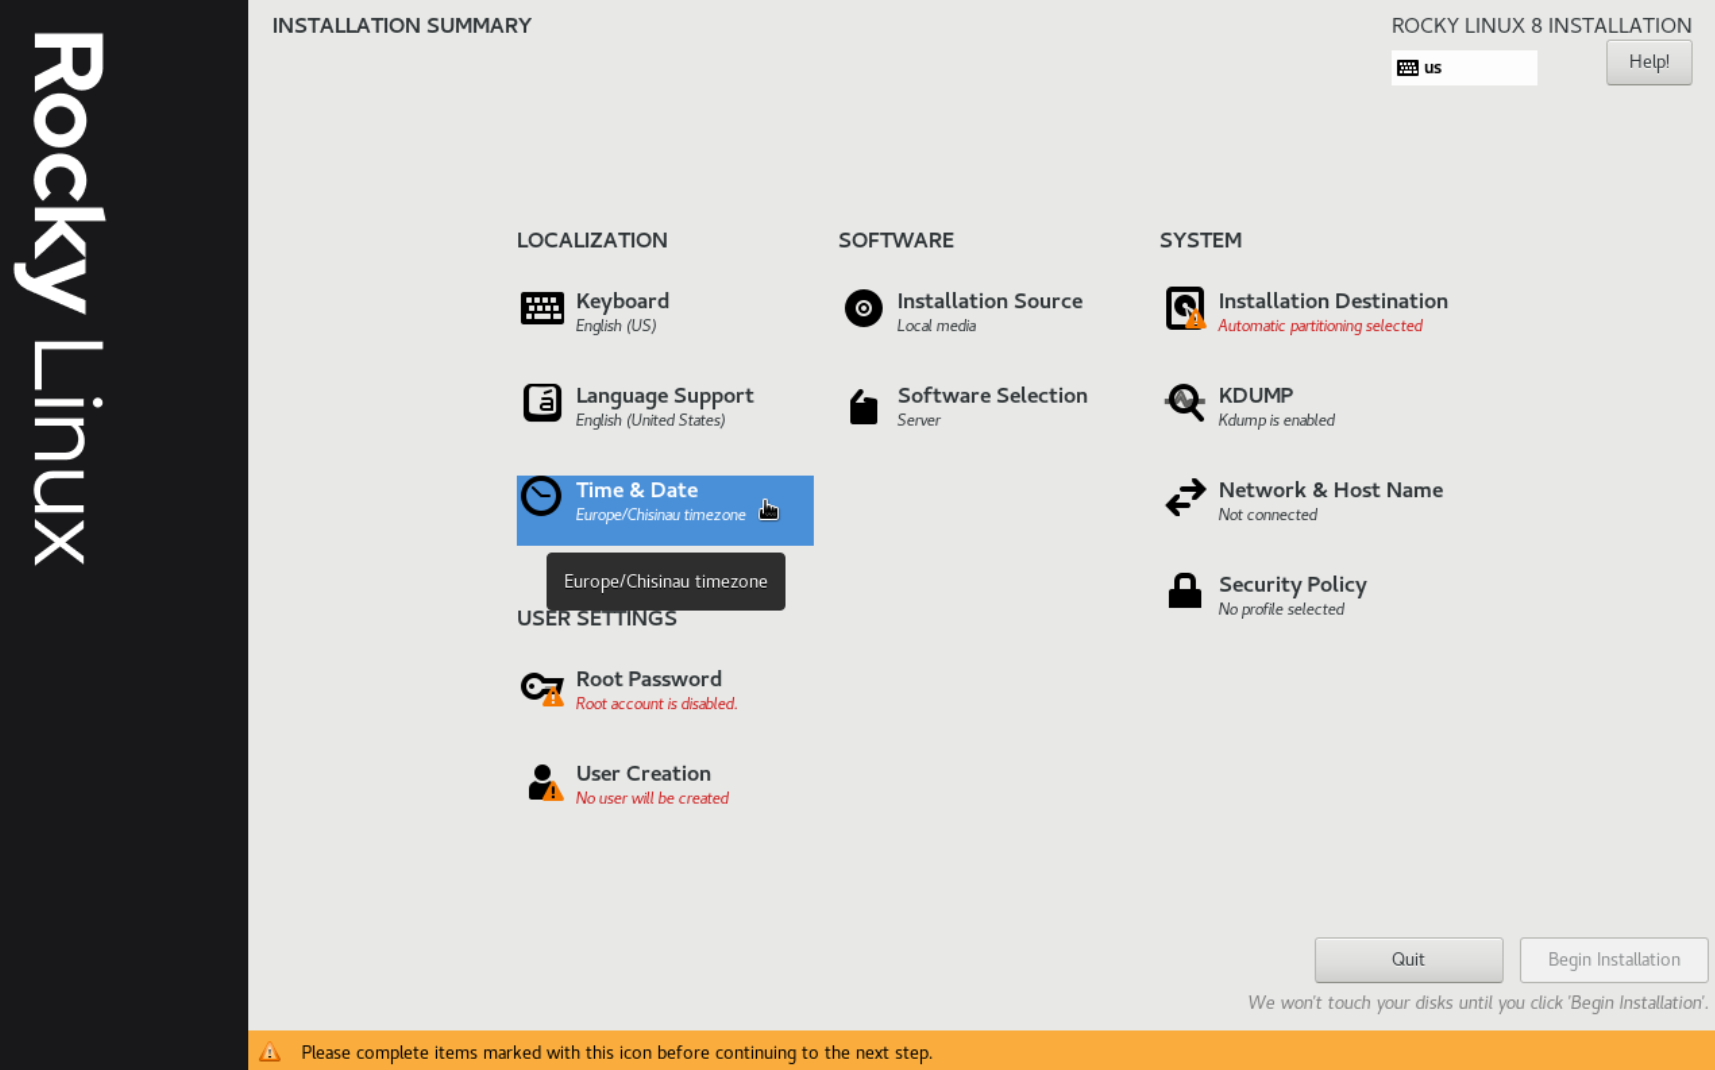 Rocky Linux
INSTALLATION SUMMARY
ROCKY LINUX 8 INSTALLATION
us
Help!
LOCALIZATION
Keyboard
English (US)
Language Support
English (United States)
Time & Date
Europe/Chisinau timezone
Europe/Chisinau timezone
SOFTWARE
Installation Source
Local media
Software Selection
Server
SYSTEM
Installation Destination
Automatic partitioning selected
KDUMP
Kdump is enabled
Network & Host Name
Not connected
Security Policy
No profile selected
USER SETTINGS
Root Password
Root account is disabled.
User Creation
No user will be created
Quit
Begin Installation
We won't touch your disks until you click 'Begin Installation'.
Please complete items marked with this icon before continuing to the next step.